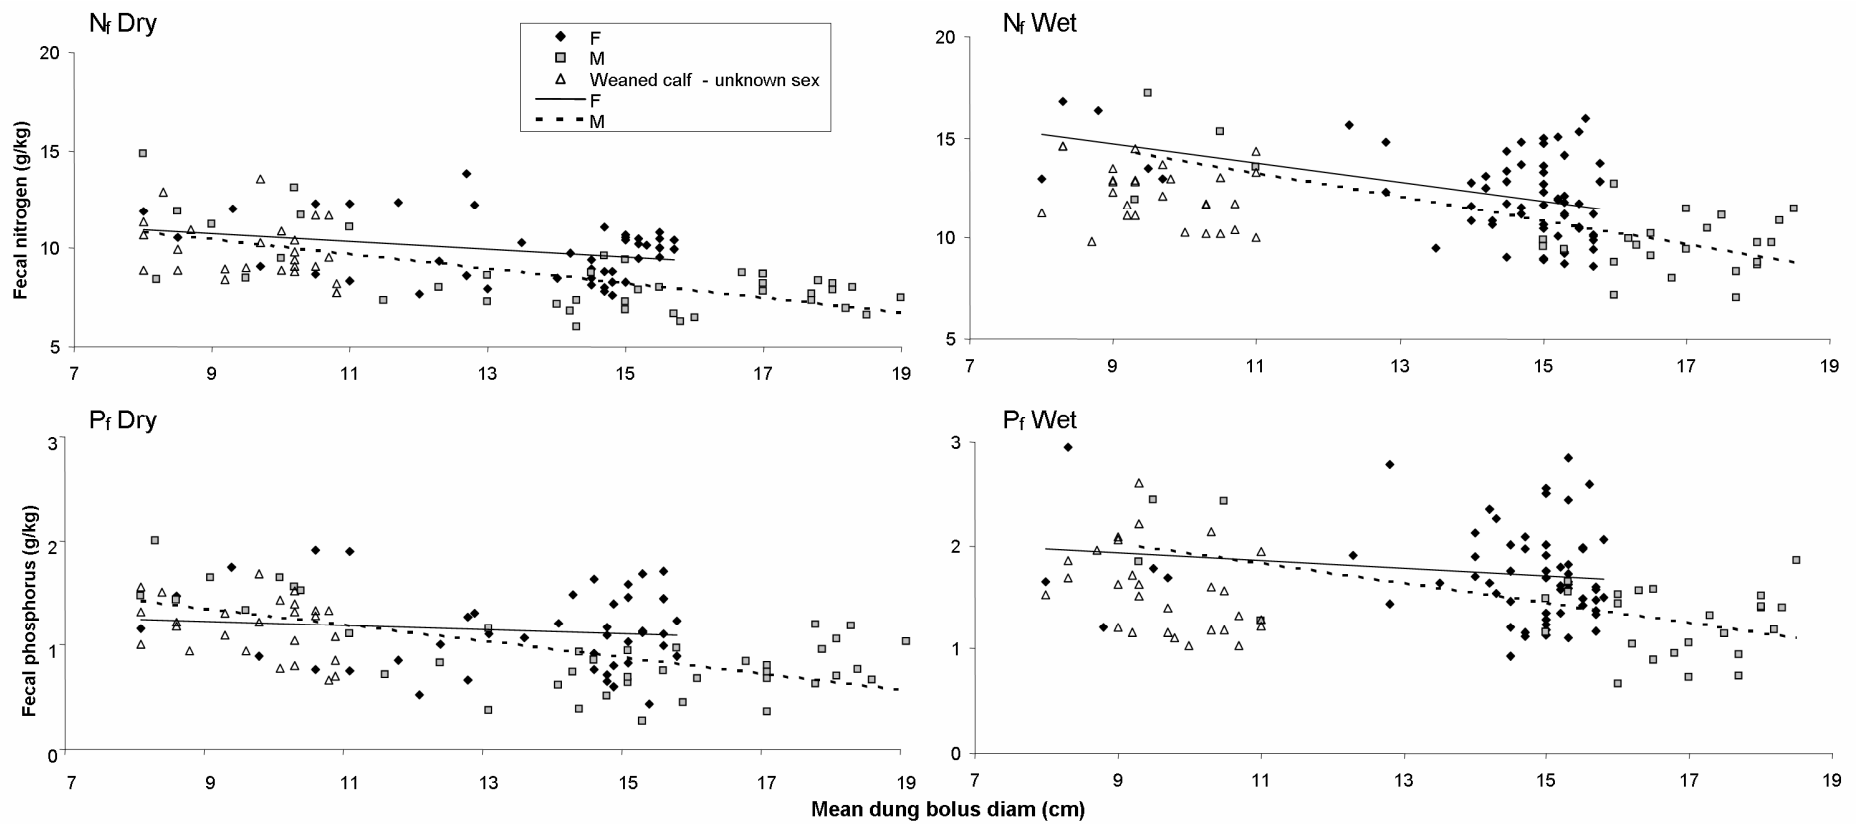 Nf Dry
20
15
10
5
7 9 11 13 15 17 19
Fecal nitrogen (g/kg)
F
M
Weaned calf - unknown sex
F
M
Nf Wet
20
15
10
5
7 9 11 13 15 17 19
Pf Dry
3
2
1
0
7 9 11 13 15 17 19
Fecal phosphorus (g/kg)
Pf Wet
3
2
1
0
7 9 11 13 15 17 19
Mean dung bolus diam (cm)